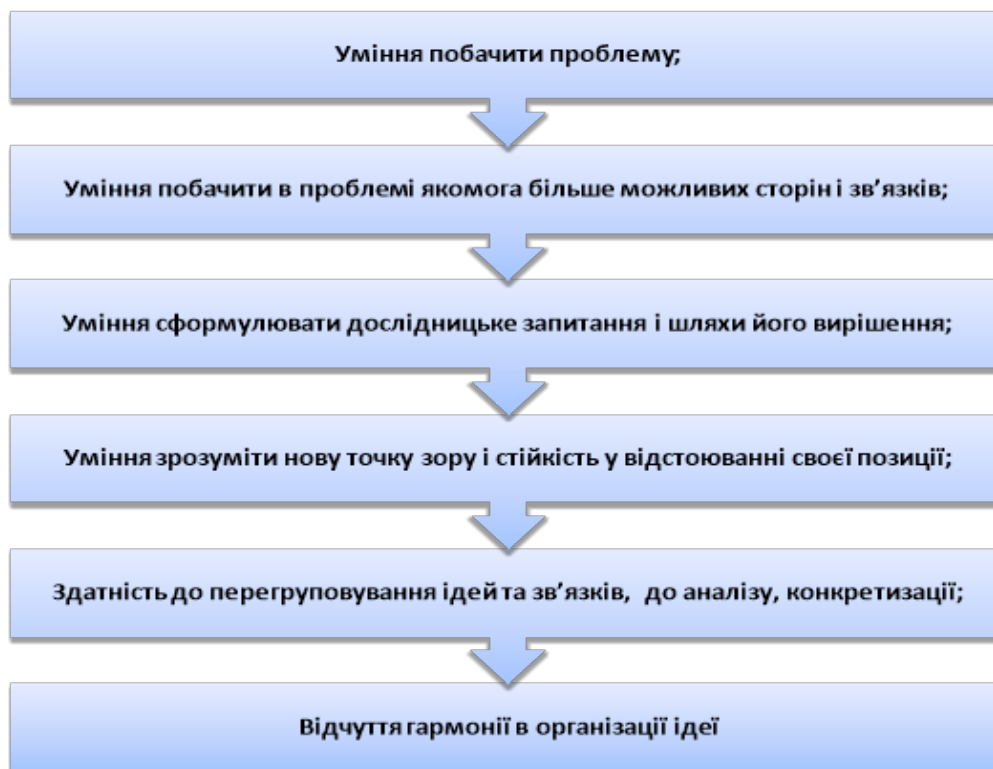 Уміння побачити проблему;
Уміння побачити в проблемі якомога більше можливих сторін і зв’язків;
Уміння сформулювати дослідницьке запитання і шляхи його вирішення;
Уміння зрозуміти нову точку зору і стійкість у відстоюванні своєї позиції;
Здатність до перегруповування ідей та зв’язків, до аналізу, конкретизації;
Відчуття гармонії в організації ідеї